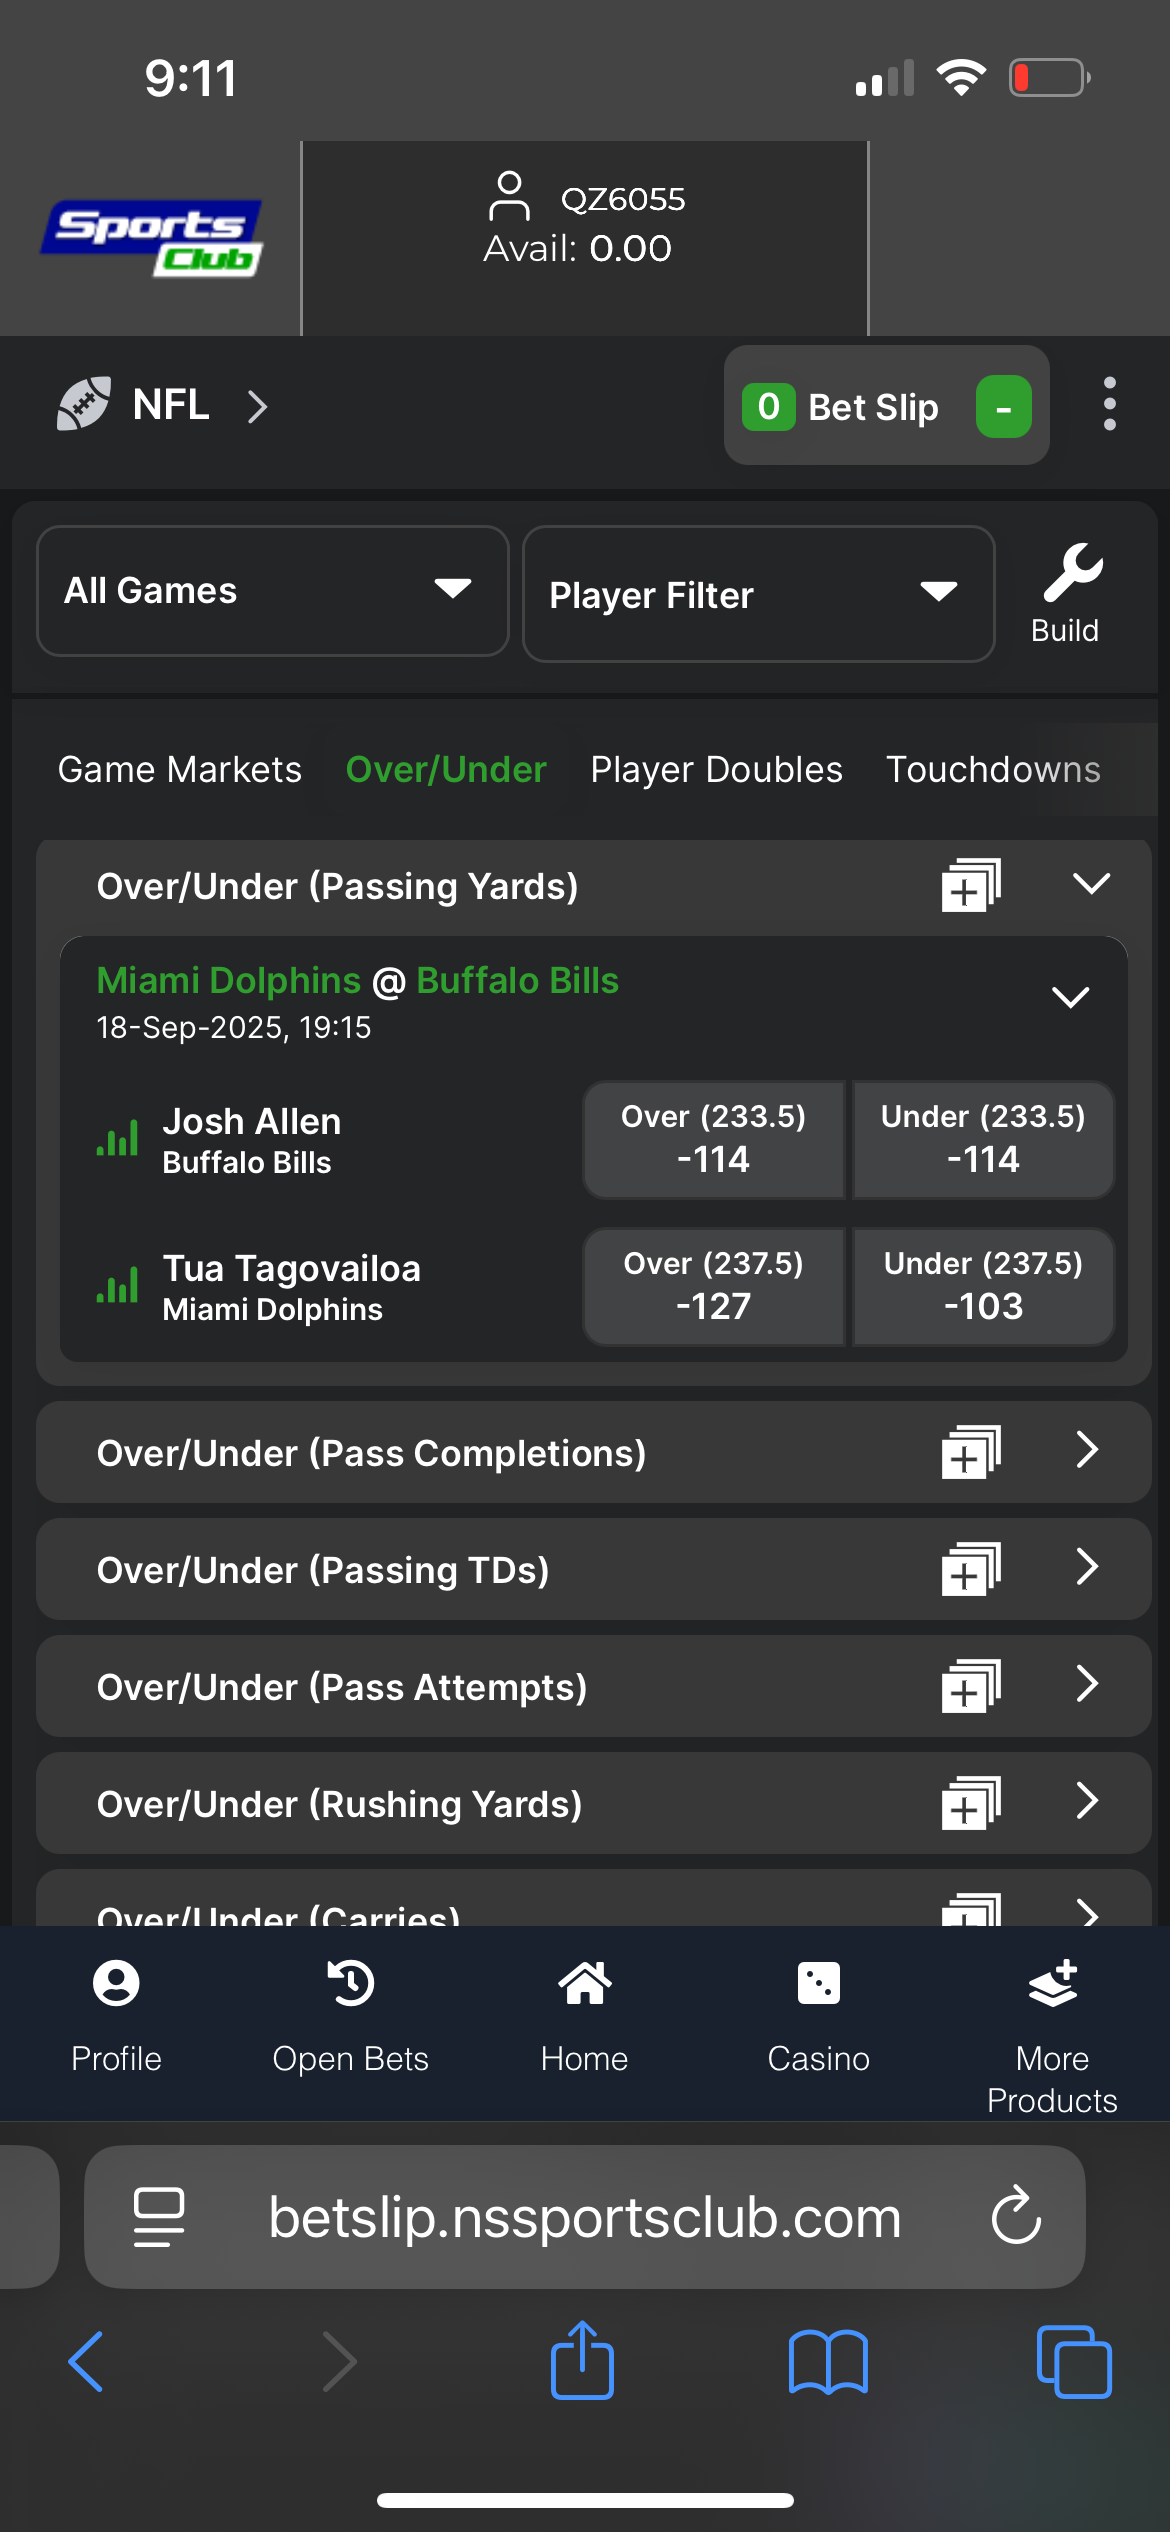 9:11
Sports
Club
QZ6055
Avail: 0.00
NFL
0 Bet Slip -
All Games
Player Filter
Build
Game Markets Over/Under Player Doubles Touchdowns
Over/Under (Passing Yards)
Miami Dolphins @ Buffalo Bills
18-Sep-2025, 19:15
Josh Allen
Buffalo Bills
Over (233.5)
-114
Under (233.5)
-114
Tua Tagovailoa
Miami Dolphins
Over (237.5)
-127
Under (237.5)
-103
Over/Under (Pass Completions)
Over/Under (Passing TDs)
Over/Under (Pass Attempts)
Over/Under (Rushing Yards)
Over/Under (Carries)
Profile
Open Bets
Home
Casino
More
Products
betslip.nssportsclub.com